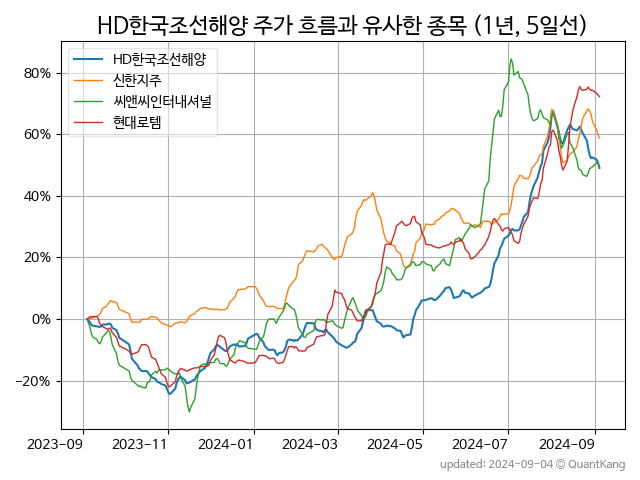 HD한국조선해양 주가 흐름과 유사한 종목 (1년, 5일선)
HD한국조선해양
신한지주
씨앤씨인터내셔널
현대로템
80%
60%
40%
20%
0%
−20%
2023-09 2023-11 2024-01 2024-03 2024-05 2024-07 2024-09
updated: 2024-09-04 © QuantKang